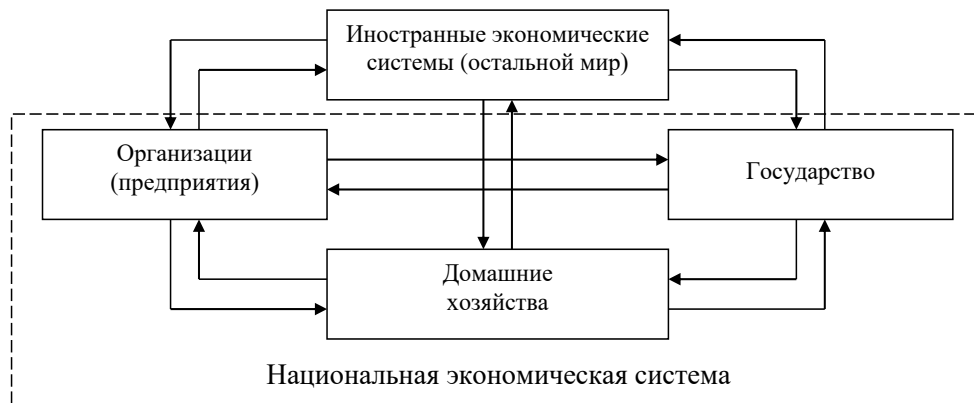 Иностранные экономические
системы (остальной мир)
Организации
(предприятия)
Государство
Домашние
хозяйства
Национальная экономическая система